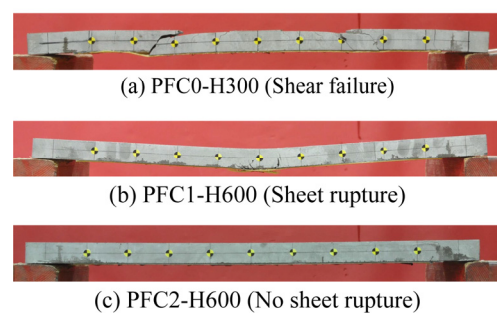 (a) PFC0-H300 (Shear failure)
(b) PFC1-H600 (Sheet rupture)
(c) PFC2-H600 (No sheet rupture)